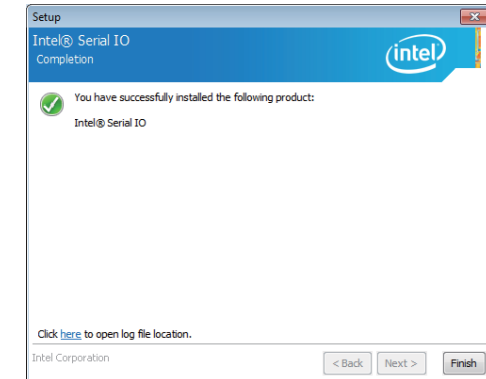 Setup
Intel® Serial IO
Completion
intel®
You have successfully installed the following product:
Intel® Serial IO
Click here to open log file location.
Intel Corporation
< Back Next > Finish